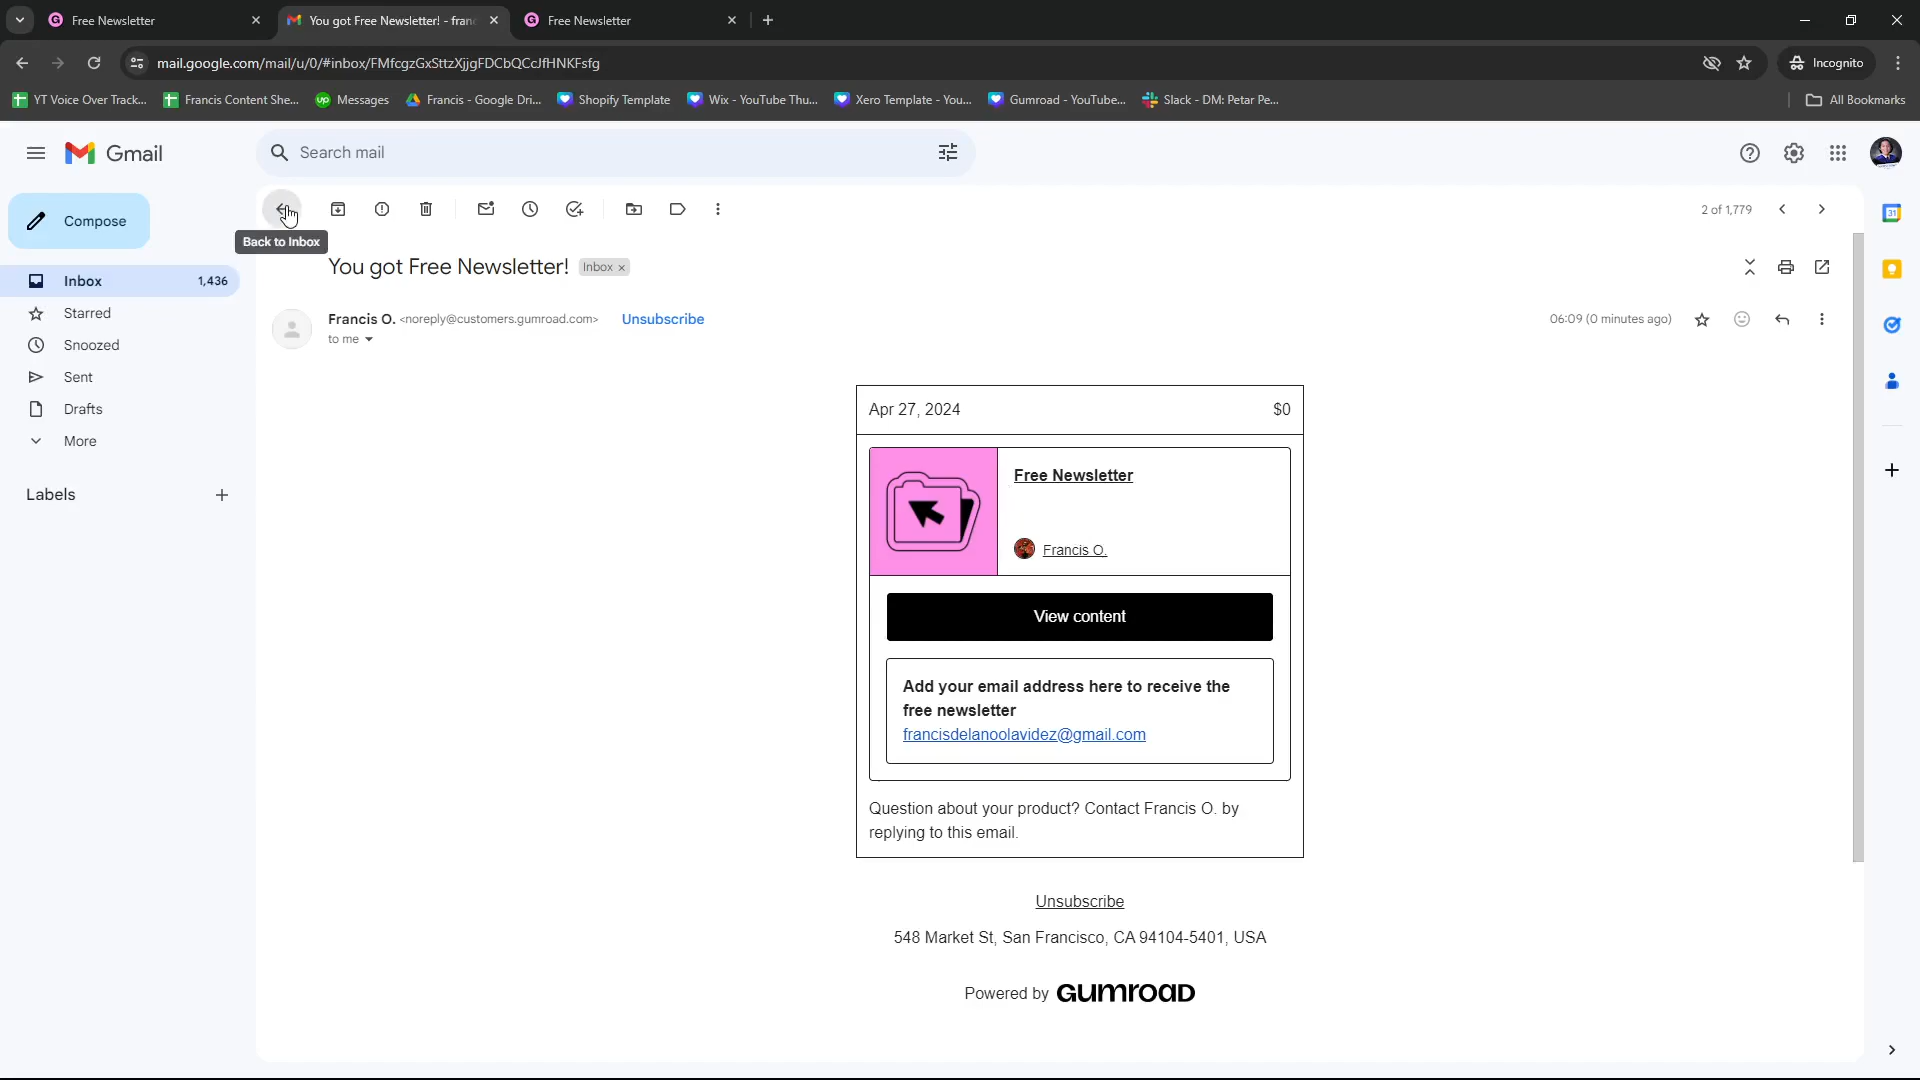 Free Newsletter
You got Free Newsletter! - fran
Free Newsletter
mail.google.com/mail/u/0/#inbox/FMfcgzGxSttzXjjgFDCbQCcJfHNKFsfg
Incognito
YT Voice Over Track...
Francis Content She...
Messages
Francis - Google Dri...
Shopify Template
Wix - YouTube Thu...
Xero Template - You...
Gumroad - YouTube...
Slack - DM: Petar Pe...
All Bookmarks
Gmail
Search mail
Compose
2 of 1,779
Back to Inbox
You got Free Newsletter!
Inbox x
Inbox 1,436
Starred
Snoozed
Sent
Drafts
More
Labels
Francis O. <noreply@customers.gumroad.com> Unsubscribe
06:09 (0 minutes ago)
to me
Apr 27, 2024 $0
Free Newsletter
Francis O.
View content
Add your email address here to receive the
free newsletter
francisdelanoolavidez@gmail.com
Question about your product? Contact Francis O. by
replying to this email.
Unsubscribe
548 Market St, San Francisco, CA 94104-5401, USA
Powered by GUMROAD